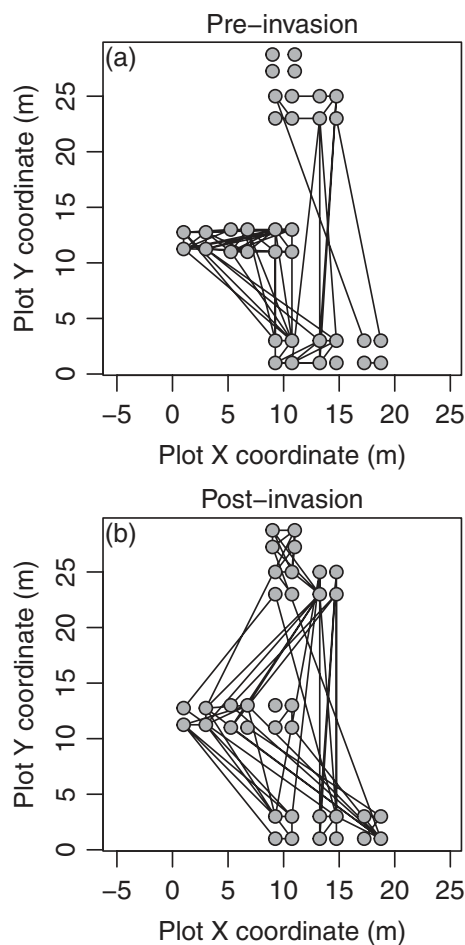 Pre−invasion
(a)
25
20
15
10
5
0
Plot Y coordinate (m)
−5 0 5 10 15 20 25
Plot X coordinate (m)
Post−invasion
(b)
25
20
15
10
5
0
Plot Y coordinate (m)
−5 0 5 10 15 20 25
Plot X coordinate (m)